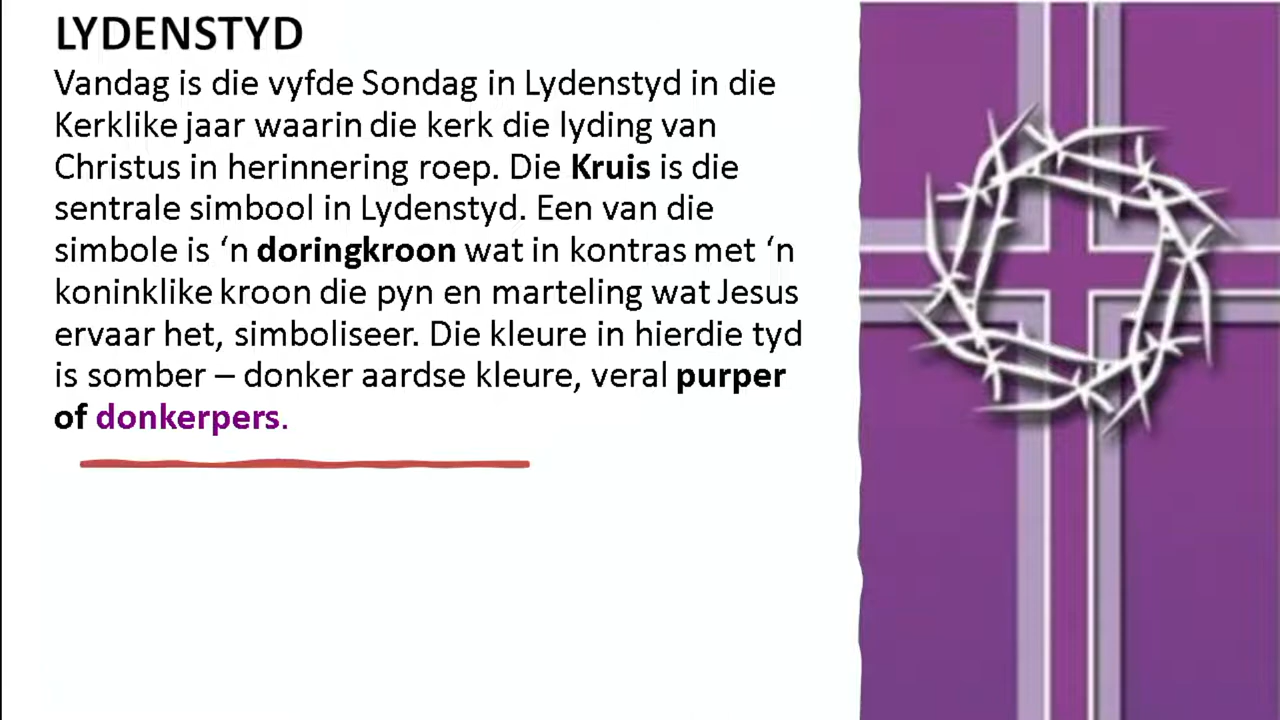 LYDENSTYD
Vandag is die vyfde Sondag in Lydenstyd in die
Kerklike jaar waarin die kerk die lyding van
Christus in herinnering roep. Die Kruis is die
sentrale simbool in Lydenstyd. Een van die
simbole is ‘n doringkroon wat in kontras met ‘n
koninklike kroon die pyn en marteling wat Jesus
ervaar het, simboliseer. Die kleure in hierdie tyd
is somber – donker aardse kleure, veral purper
of donkerpers.